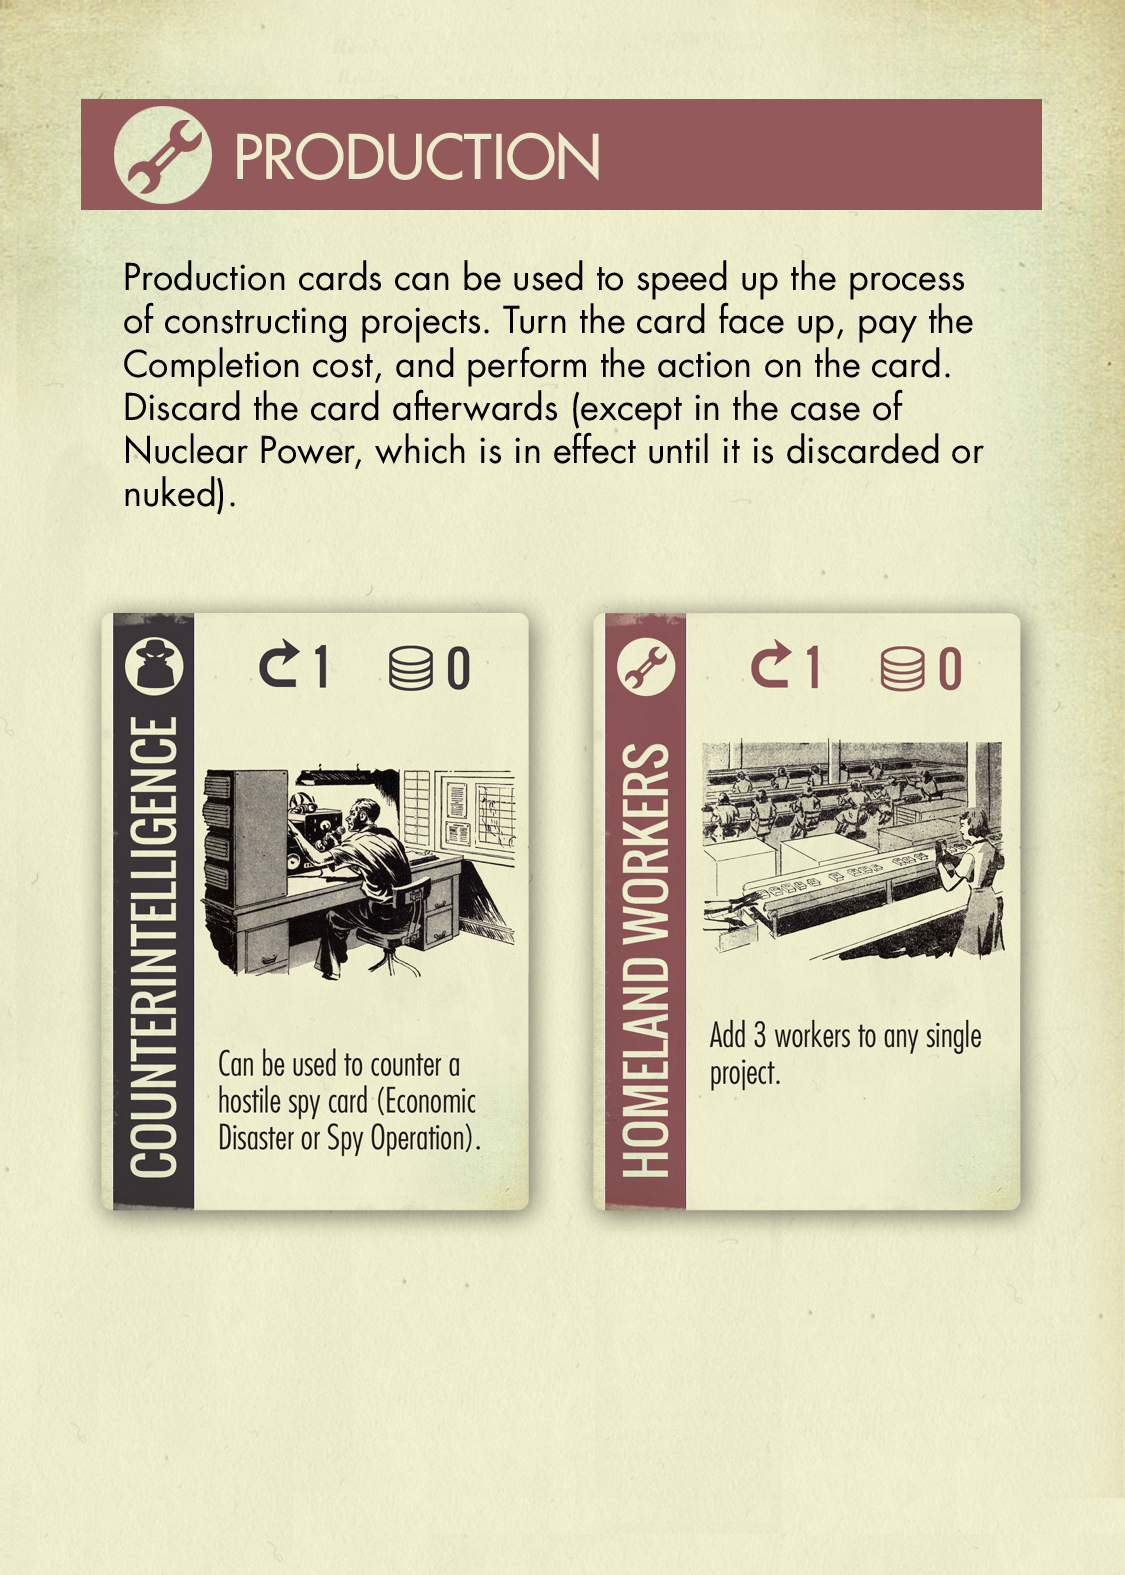 PRODUCTION
Production cards can be used to speed up the process
of constructing projects. Turn the card face up, pay the
Completion cost, and perform the action on the card.
Discard the card afterwards (except in the case of
Nuclear Power, which is in effect until it is discarded or
nuked).
COUNTERINTELLIGENCE
1 0
Can be used to counter a
hostile spy card (Economic
Disaster or Spy Operation).
HOMELAND WORKERS
1 0
Add 3 workers to any single
project.